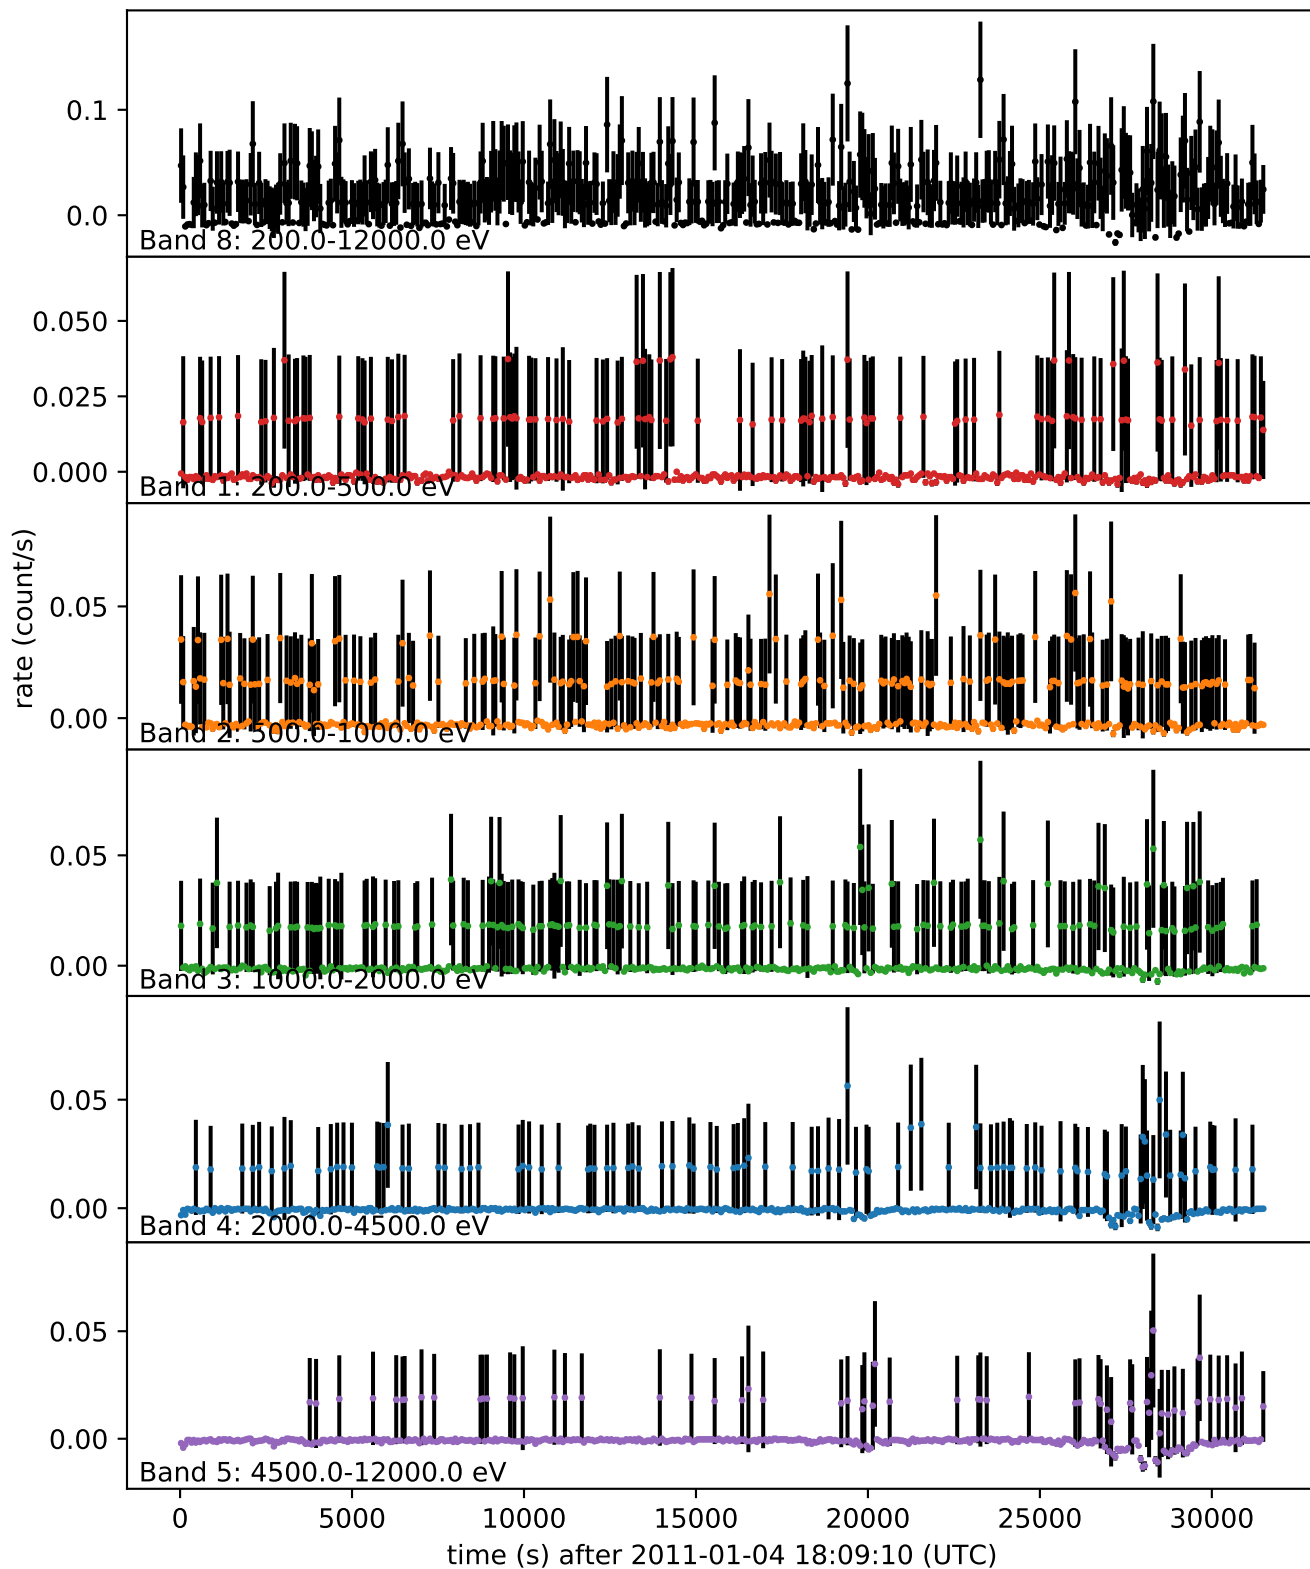 0.1
0.0
Band 8: 200.0-12000.0 eV
0.050
0.025
0.000
Band 1: 200.0-500.0 eV
rate (count/s)
0.05
0.00
Band 2: 500.0-1000.0 eV
0.05
0.00
Band 3: 1000.0-2000.0 eV
0.05
0.00
Band 4: 2000.0-4500.0 eV
0.05
0.00
Band 5: 4500.0-12000.0 eV
0 5000 10000 15000 20000 25000 30000
time (s) after 2011-01-04 18:09:10 (UTC)